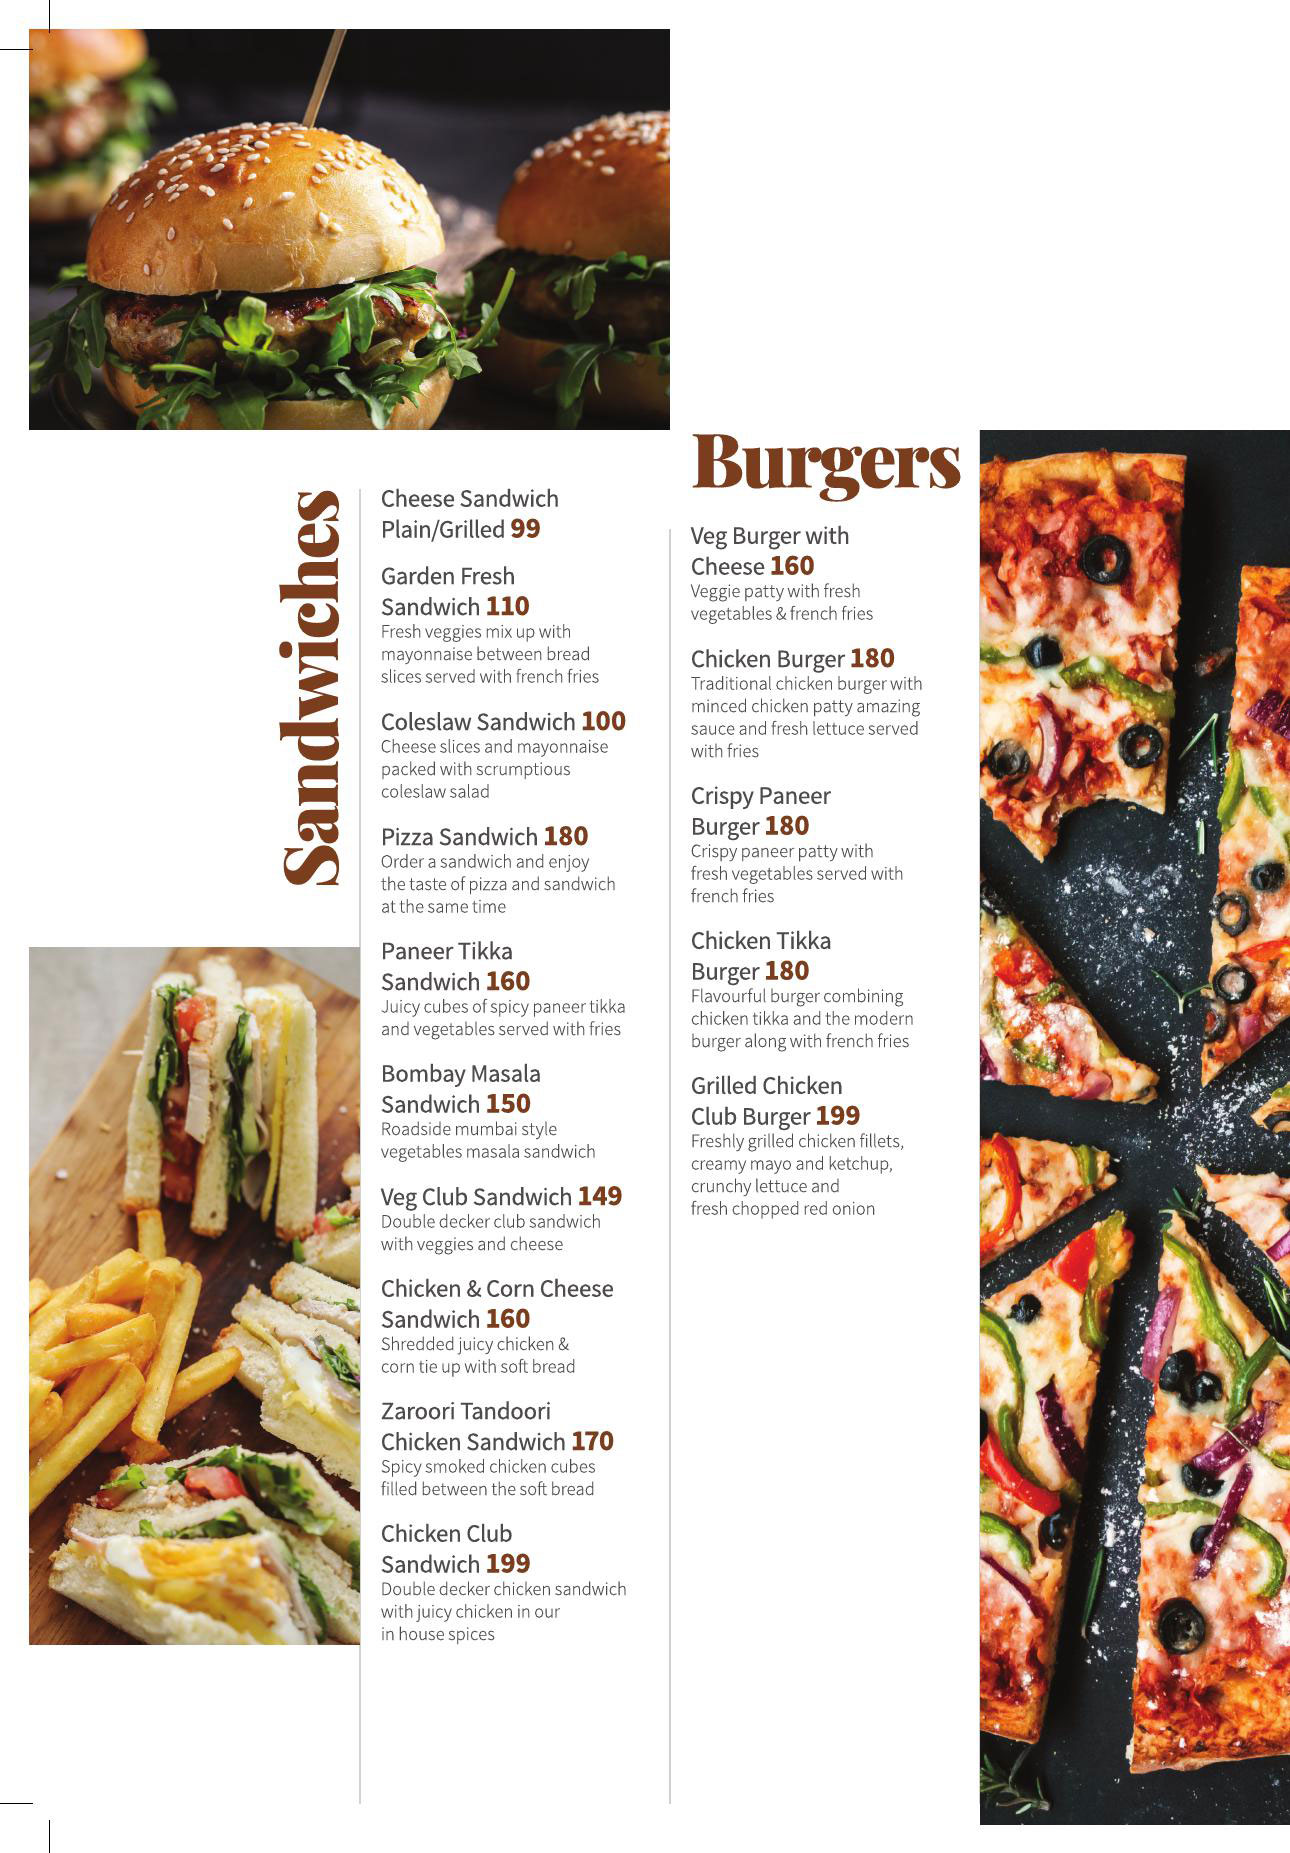 Sandwiches
Cheese Sandwich
Plain/Grilled 99
Garden Fresh
Sandwich 110
Fresh veggies mix up with
mayonnaise between bread
slices served with french fries
Coleslaw Sandwich 100
Cheese slices and mayonnaise
packed with scrumptious
coleslaw salad
Pizza Sandwich 180
Order a sandwich and enjoy
the taste of pizza and sandwich
at the same time
Paneer Tikka
Sandwich 160
Juicy cubes of spicy paneer tikka
and vegetables served with fries
Bombay Masala
Sandwich 150
Roadside mumbai style
vegetables masala sandwich
Veg Club Sandwich 149
Double decker club sandwich
with veggies and cheese
Chicken & Corn Cheese
Sandwich 160
Shredded juicy chicken &
corn tie up with soft bread
Zaroori Tandoori
Chicken Sandwich 170
Spicy smoked chicken cubes
filled between the soft bread
Chicken Club
Sandwich 199
Double decker chicken sandwich
with juicy chicken in our
in house spices
Burgers
Veg Burger with
Cheese 160
Veggie patty with fresh
vegetables & french fries
Chicken Burger 180
Traditional chicken burger with
minced chicken patty amazing
sauce and fresh lettuce served
with fries
Crispy Paneer
Burger 180
Crispy paneer patty with
fresh vegetables served with
french fries
Chicken Tikka
Burger 180
Flavourful burger combining
chicken tikka and the modern
burger along with french fries
Grilled Chicken
Club Burger 199
Freshly grilled chicken fillets,
creamy mayo and ketchup,
crunchy lettuce and
fresh chopped red onion